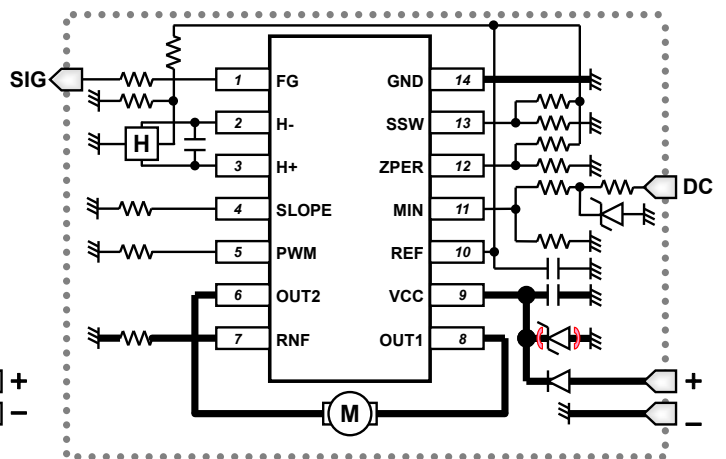 SIG
1 FG GND 14
2 H- SSW 13
H
3 H+ ZPER 12
4 SLOPE MIN 11
DC
5 PWM REF 10
6 OUT2 VCC 9
7 RNF OUT1 8
+ +
M
− −